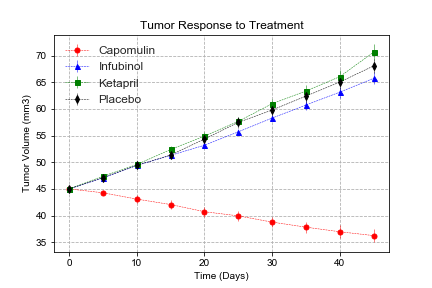 Tumor Response to Treatment
Capomulin
Infubinol
Ketapril
Placebo
Tumor Volume (mm3)
70
65
60
55
50
45
40
35
0 10 20 30 40
Time (Days)